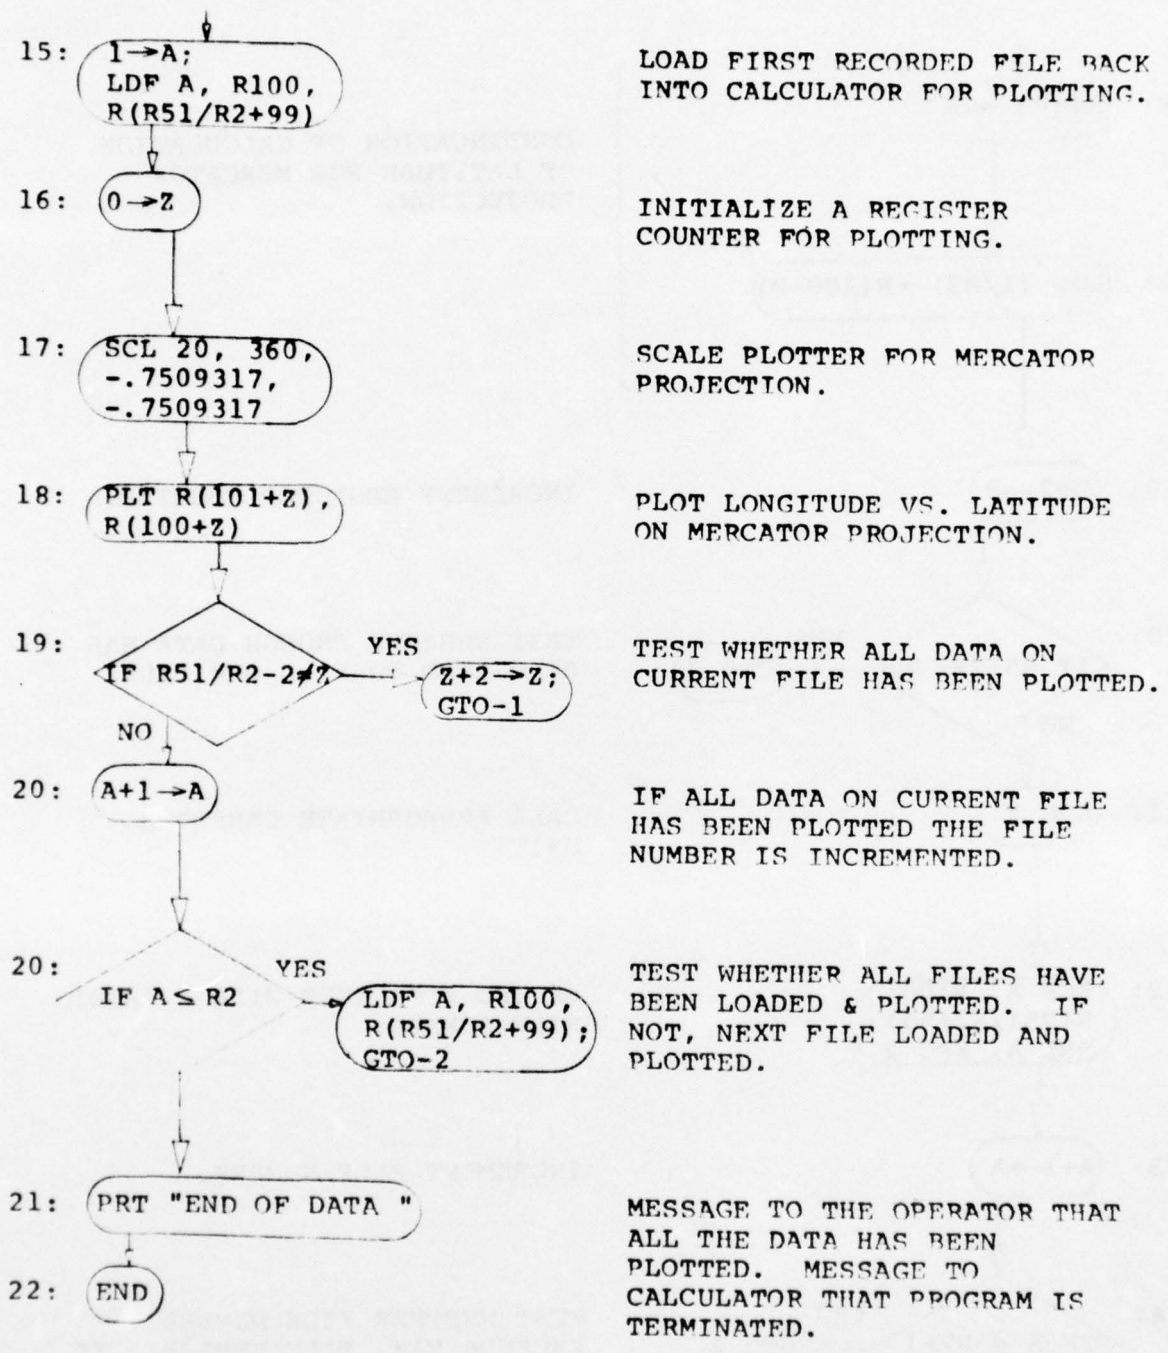 15: 1→A;
LDF A, R100,
R(R51/R2+99)
LOAD FIRST RECORDED FILE BACK
INTO CALCULATOR FOR PLOTTING.
16: 0→Z
INITIALIZE A REGISTER
COUNTER FOR PLOTTING.
17: SCL 20, 360,
-.7509317,
-.7509317
SCALE PLOTTER FOR MERCATOR
PROJECTION.
18: PLT R(101+Z),
R(100+Z)
PLOT LONGITUDE VS. LATITUDE
ON MERCATOR PROJECTION.
19: IF R51/R2-2≠Z
YES
Z+2→Z;
GTO-1
NO
TEST WHETHER ALL DATA ON
CURRENT FILE HAS BEEN PLOTTED.
20: A+1→A
IF ALL DATA ON CURRENT FILE
HAS BEEN PLOTTED THE FILE
NUMBER IS INCREMENTED.
20: IF A≤R2
YES
LDF A, R100,
R(R51/R2+99);
GTO-2
TEST WHETHER ALL FILES HAVE
BEEN LOADED & PLOTTED. IF
NOT, NEXT FILE LOADED AND
PLOTTED.
21: PRT "END OF DATA "
MESSAGE TO THE OPERATOR THAT
ALL THE DATA HAS BEEN
PLOTTED. MESSAGE TO
CALCULATOR THAT PROGRAM IS
TERMINATED.
22: END